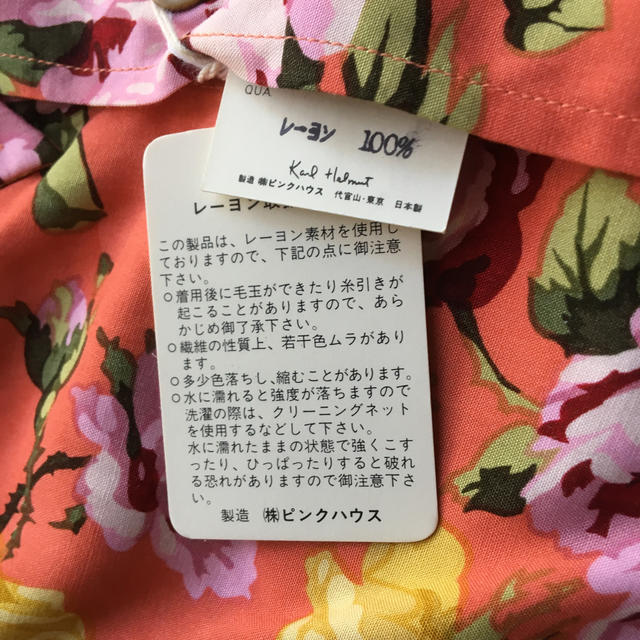 QUA
レーヨン 100%
Karl Helmut
製造 ㈱ピンクハウス 代官山・東京 日本製
レーヨン取
この製品は、レーヨン素材を使用し
ておりますので、下記の点に御注意
下さい。
○着用後に毛玉ができたり糸引きが
起こることがありますので、あら
かじめ御了承下さい。
○繊維の性質上、若干色ムラがあり
ます。
○多少色落ちし、縮むことがあります。
○水に濡れると強度が落ちますので
洗濯の際は、クリーニングネット
を使用するなどして下さい。
水に濡れたままの状態で強くこす
ったり、ひっぱったりすると破れ
る恐れがありますので御注意下さ
い。
製造 ㈱ピンクハウス